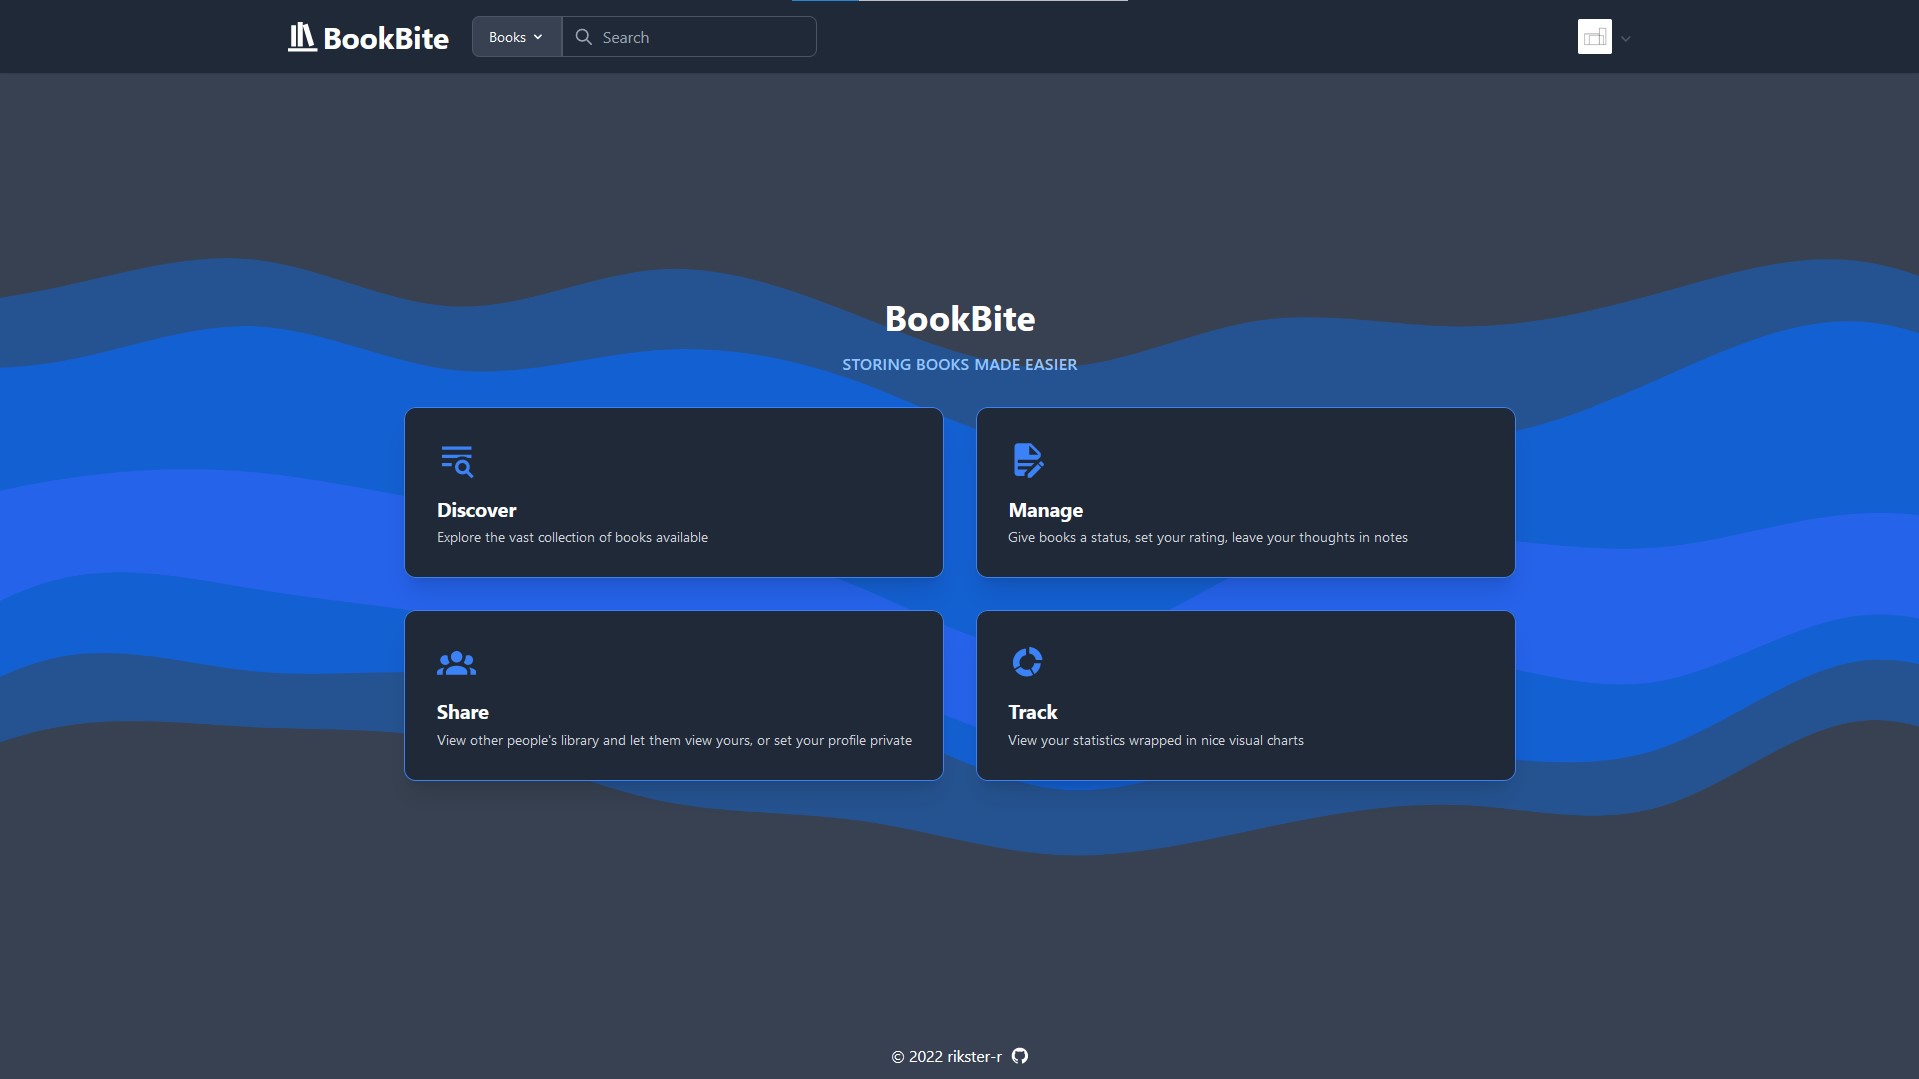 BookBite
Books
Search
BookBite
STORING BOOKS MADE EASIER
Discover
Explore the vast collection of books available
Manage
Give books a status, set your rating, leave your thoughts in notes
Share
View other people's library and let them view yours, or set your profile private
Track
View your statistics wrapped in nice visual charts
© 2022 rikster-r